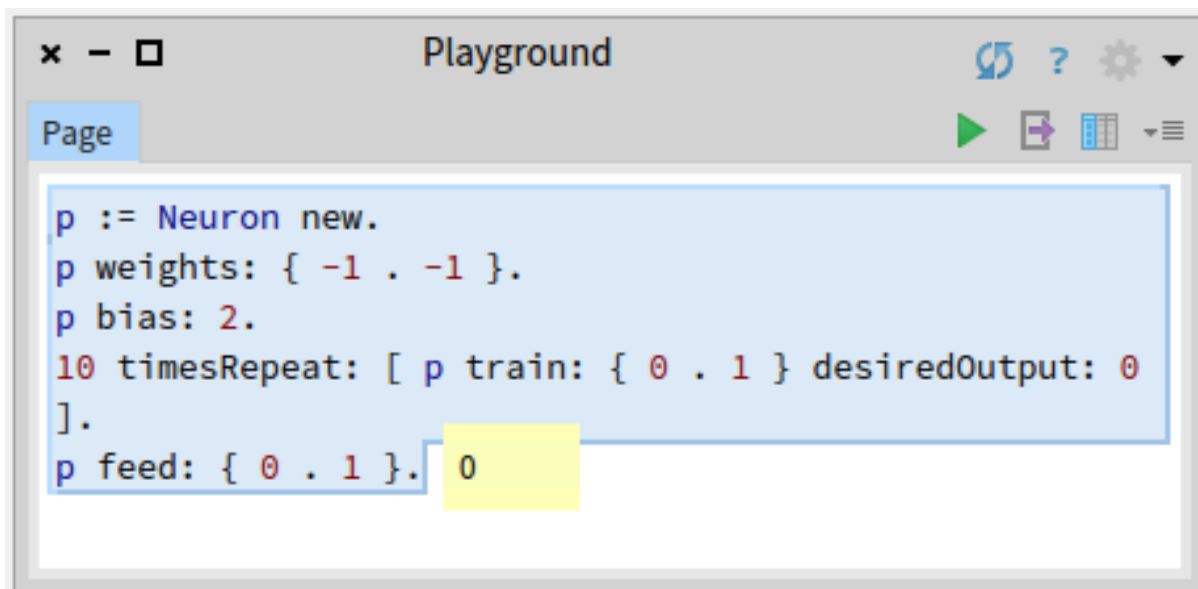 Playground
?
Page
p := Neuron new.
p weights: { -1 . -1 }.
p bias: 2.
10 timesRepeat: [ p train: { 0 . 1 } desiredOutput: 0
].
p feed: { 0 . 1 }. 0